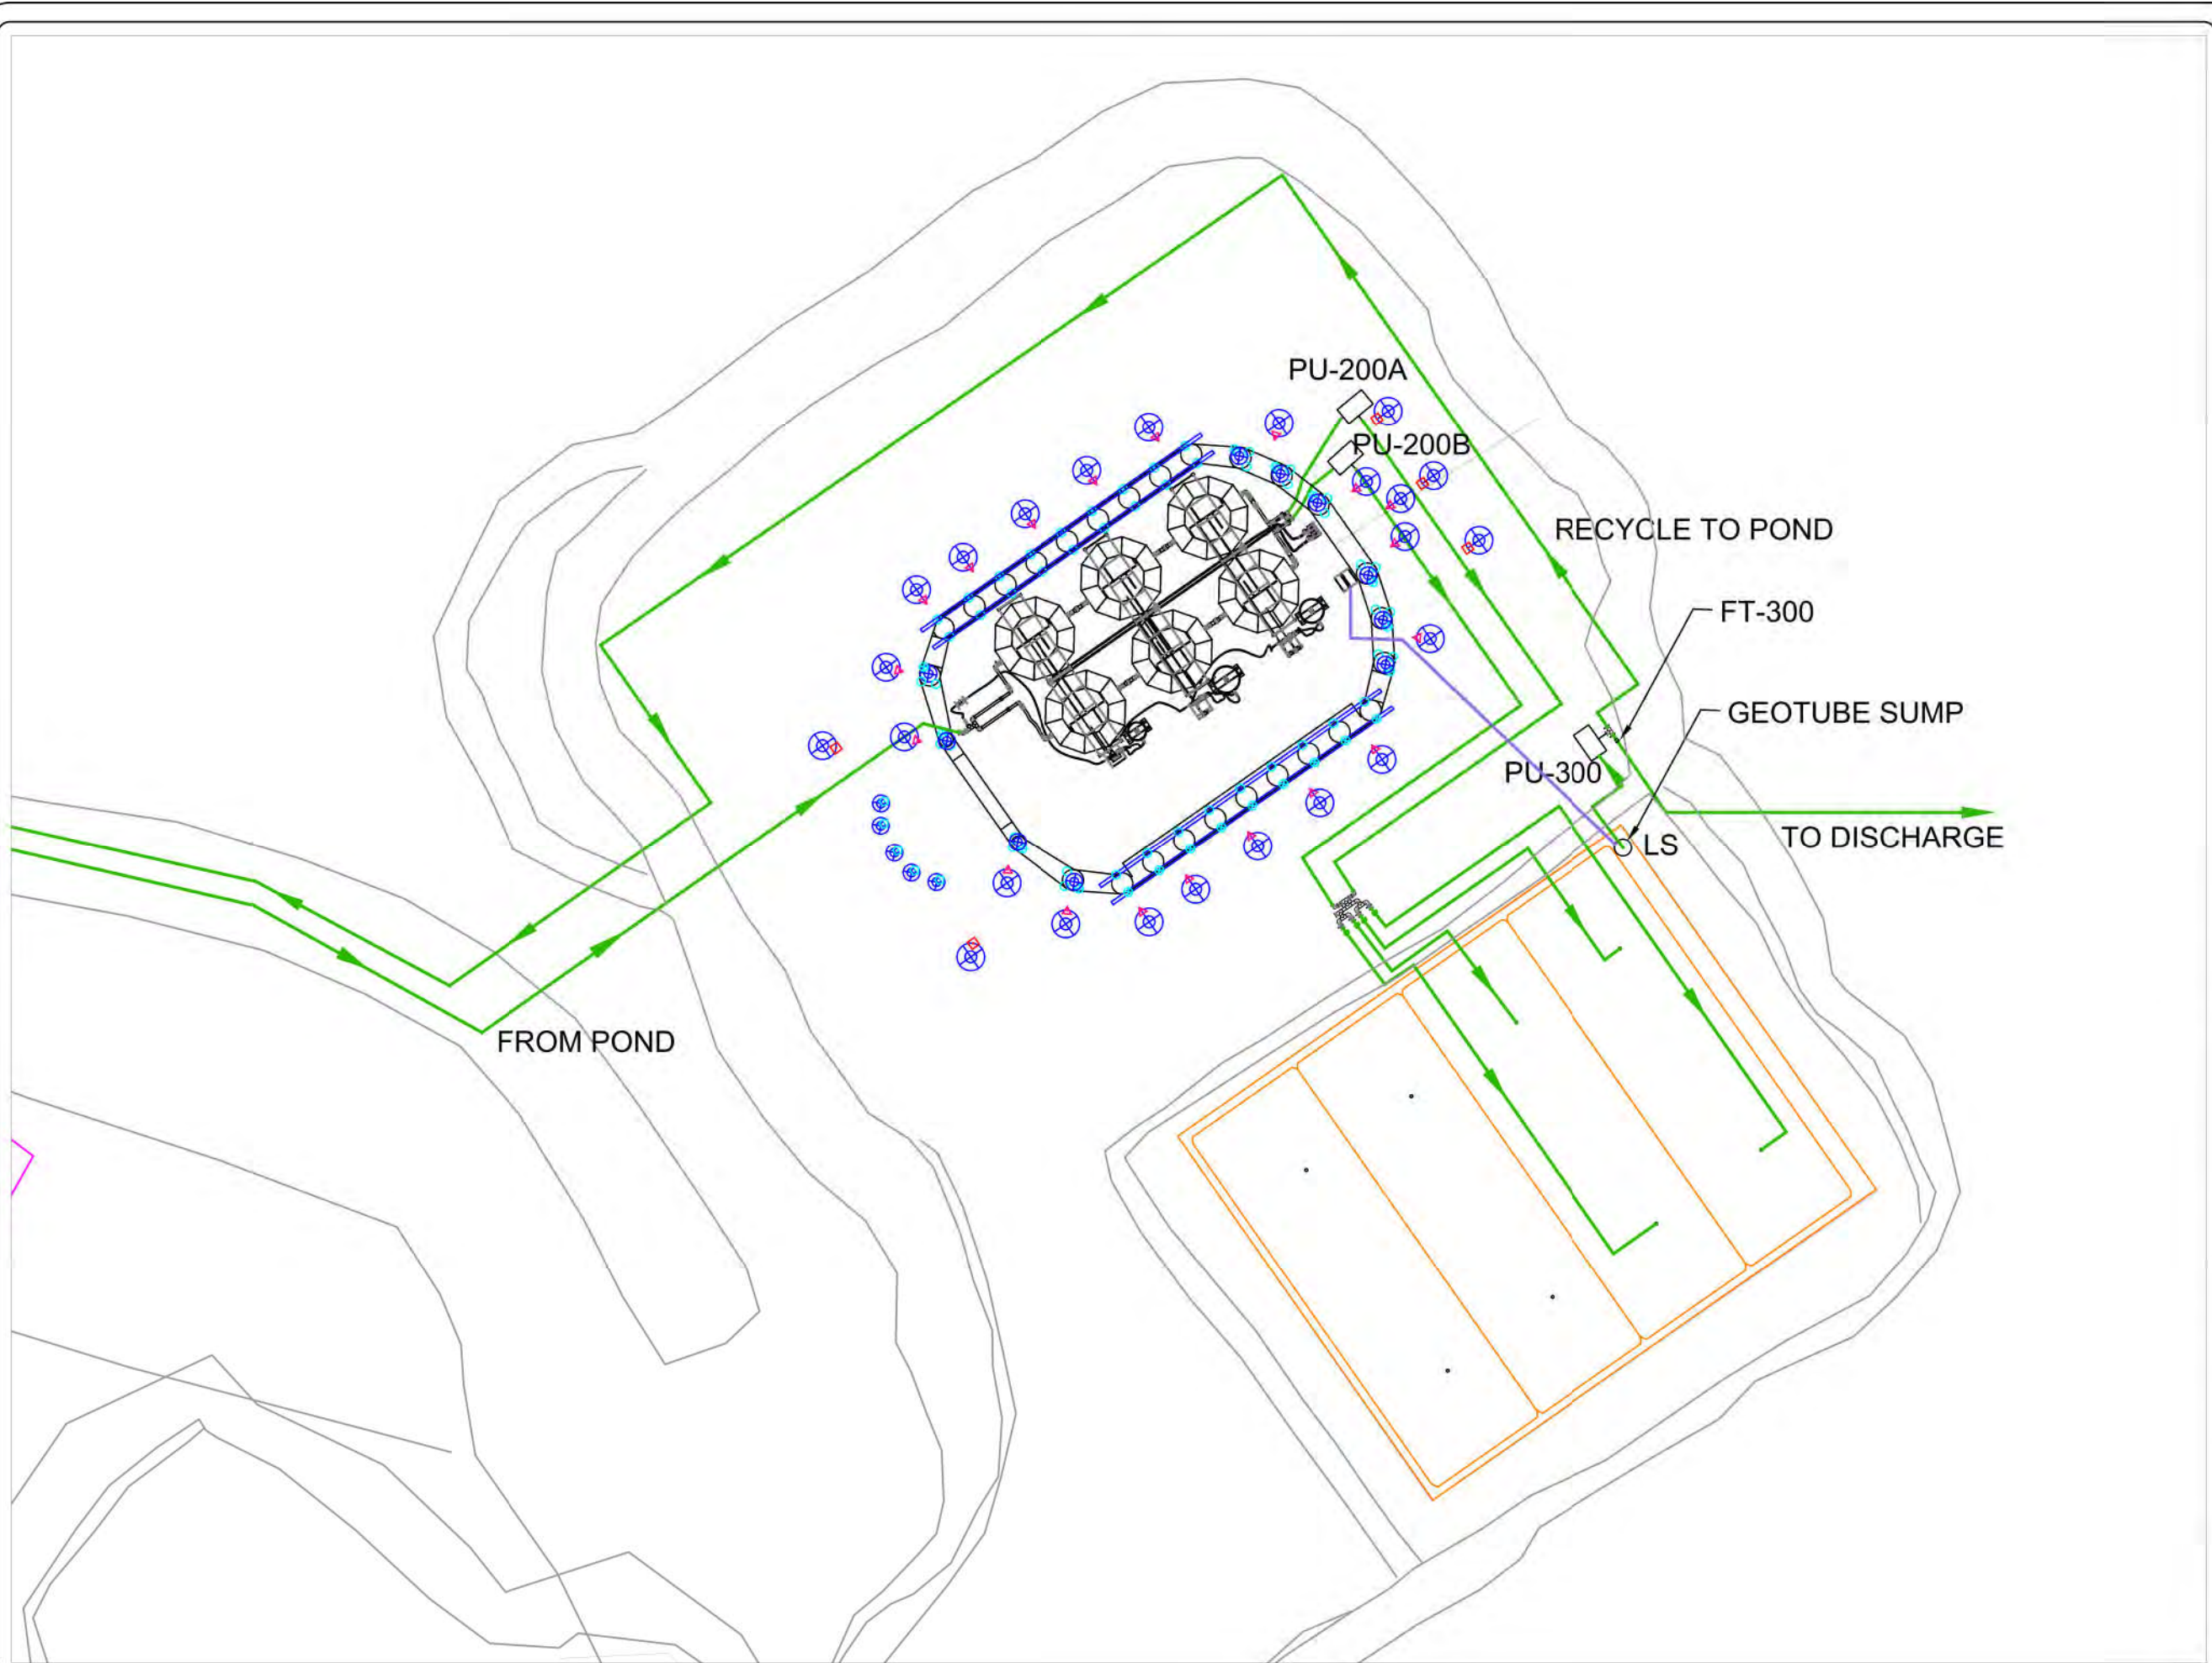 PU-200A
PU-200B
RECYCLE TO POND
FT-300
GEOTUBE SUMP
PU-300
LS
TO DISCHARGE
FROM POND